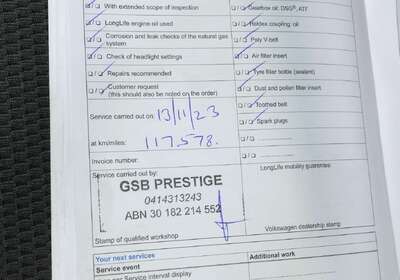 With extended scope of inspection
LongLife engine oil used
Corrosion and leak checks of the natural gas system
Check of headlight settings
Repairs recommended
Customer request
(this should also be noted on the order)
Service carried out on: 13/11/23
at km/miles: 117,578.
Invoice number:
Service carried out by:
GSB PRESTIGE
0414313243
ABN 30 182 214 552
Stamp of qualified workshop
Gearbox oil: DSG®, ATF
Haldex coupling oil
Poly V-belt
Air filter insert
Tyre filler bottle (sealant)
Dust and pollen filter insert
Toothed belt
Spark plugs
LongLife mobility guarantee
Volkswagen dealership stamp
Your next services
Service event
Service interval display
Additional work